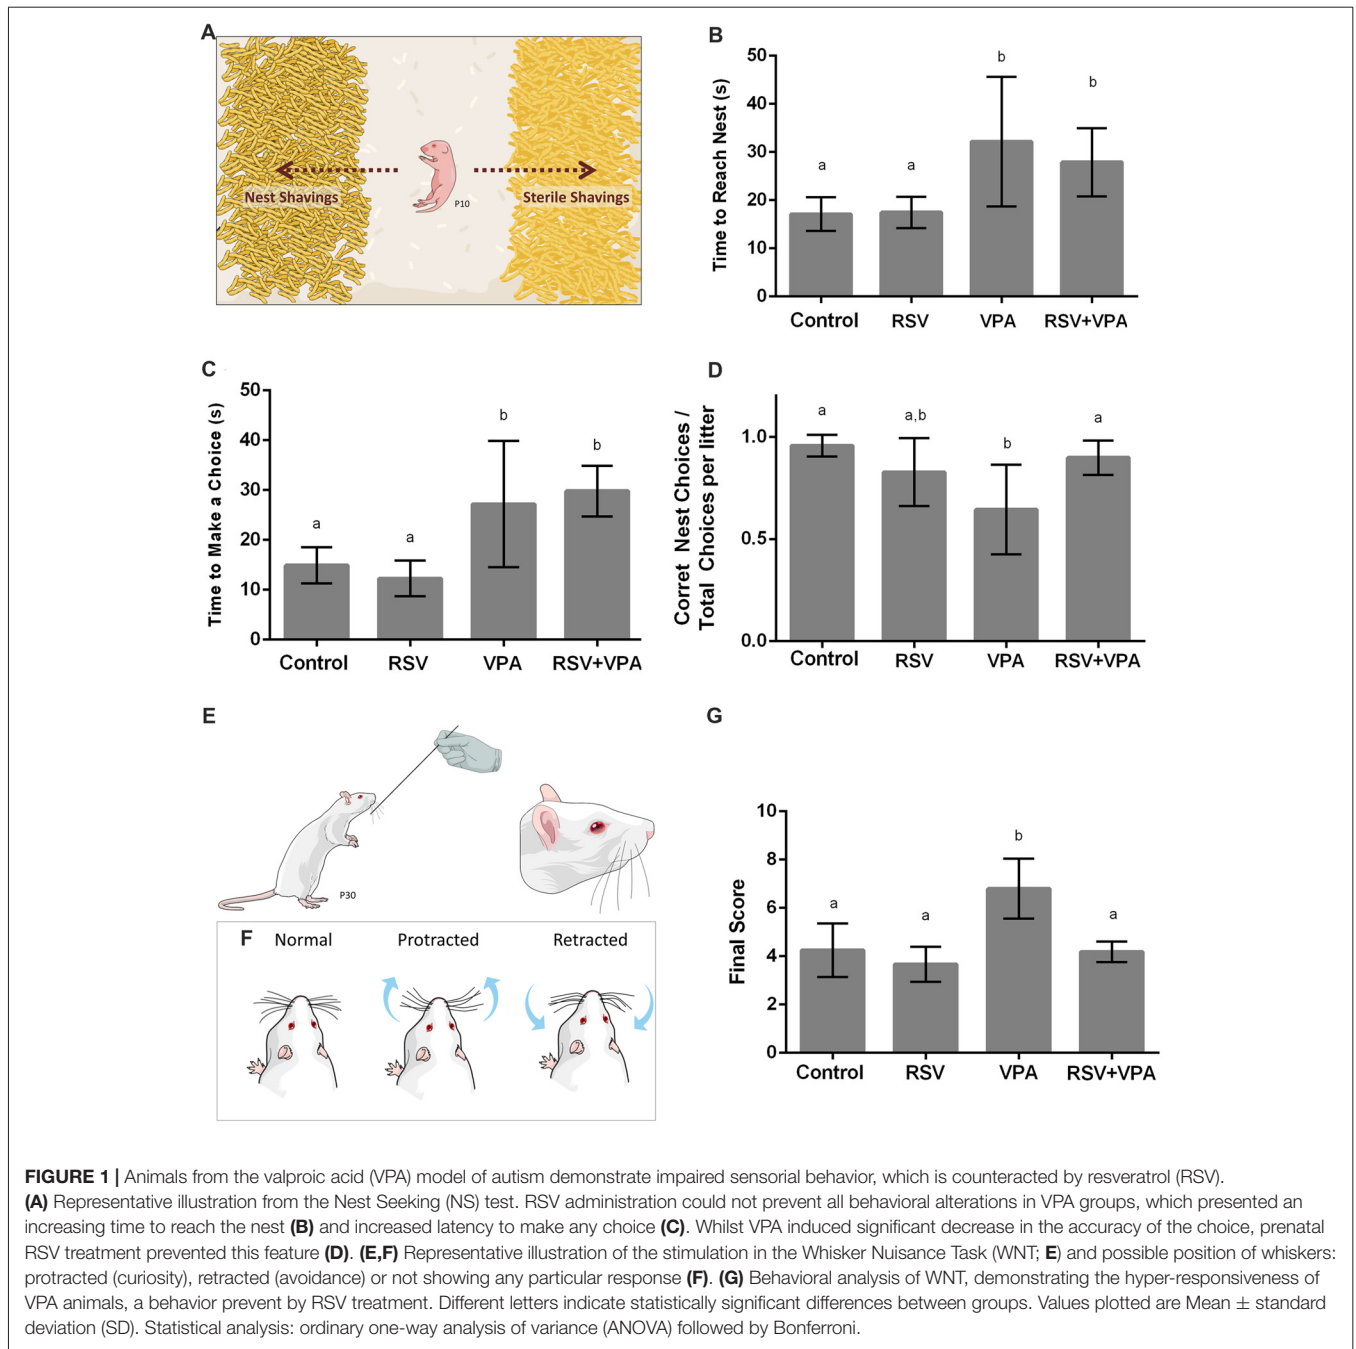 A
Nest Shavings
P10
Sterile Shavings
B
Time to Reach Nest (s)
50
40
30
20
10
0
a
a
b
b
Control
RSV
VPA
RSV+VPA
C
Time to Make a Choice (s)
50
40
30
20
10
0
a
a
b
b
Control
RSV
VPA
RSV+VPA
D
Corret Nest Choices /
Total Choices per litter
1.0
0.5
0.0
a
a,b
b
a
Control
RSV
VPA
RSV+VPA
E
P30
F
Normal
Protracted
Retracted
G
Final Score
10
8
6
4
2
0
a
a
b
a
Control
RSV
VPA
RSV+VPA
FIGURE 1 | Animals from the valproic acid (VPA) model of autism demonstrate impaired sensorial behavior, which is counteracted by resveratrol (RSV).
(A) Representative illustration from the Nest Seeking (NS) test. RSV administration could not prevent all behavioral alterations in VPA groups, which presented an
increasing time to reach the nest (B) and increased latency to make any choice (C). Whilst VPA induced significant decrease in the accuracy of the choice, prenatal
RSV treatment prevented this feature (D). (E,F) Representative illustration of the stimulation in the Whisker Nuisance Task (WNT; E) and possible position of whiskers:
protracted (curiosity), retracted (avoidance) or not showing any particular response (F). (G) Behavioral analysis of WNT, demonstrating the hyper-responsiveness of
VPA animals, a behavior prevent by RSV treatment. Different letters indicate statistically significant differences between groups. Values plotted are Mean ± standard
deviation (SD). Statistical analysis: ordinary one-way analysis of variance (ANOVA) followed by Bonferroni.